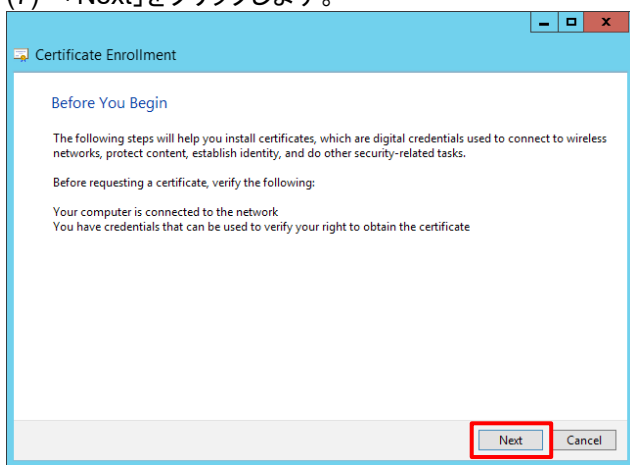 (7) 「Next」をクリックします。
Certificate Enrollment
Before You Begin
The following steps will help you install certificates, which are digital credentials used to connect to wireless
networks, protect content, establish identity, and do other security-related tasks.
Before requesting a certificate, verify the following:
Your computer is connected to the network
You have credentials that can be used to verify your right to obtain the certificate
Next Cancel